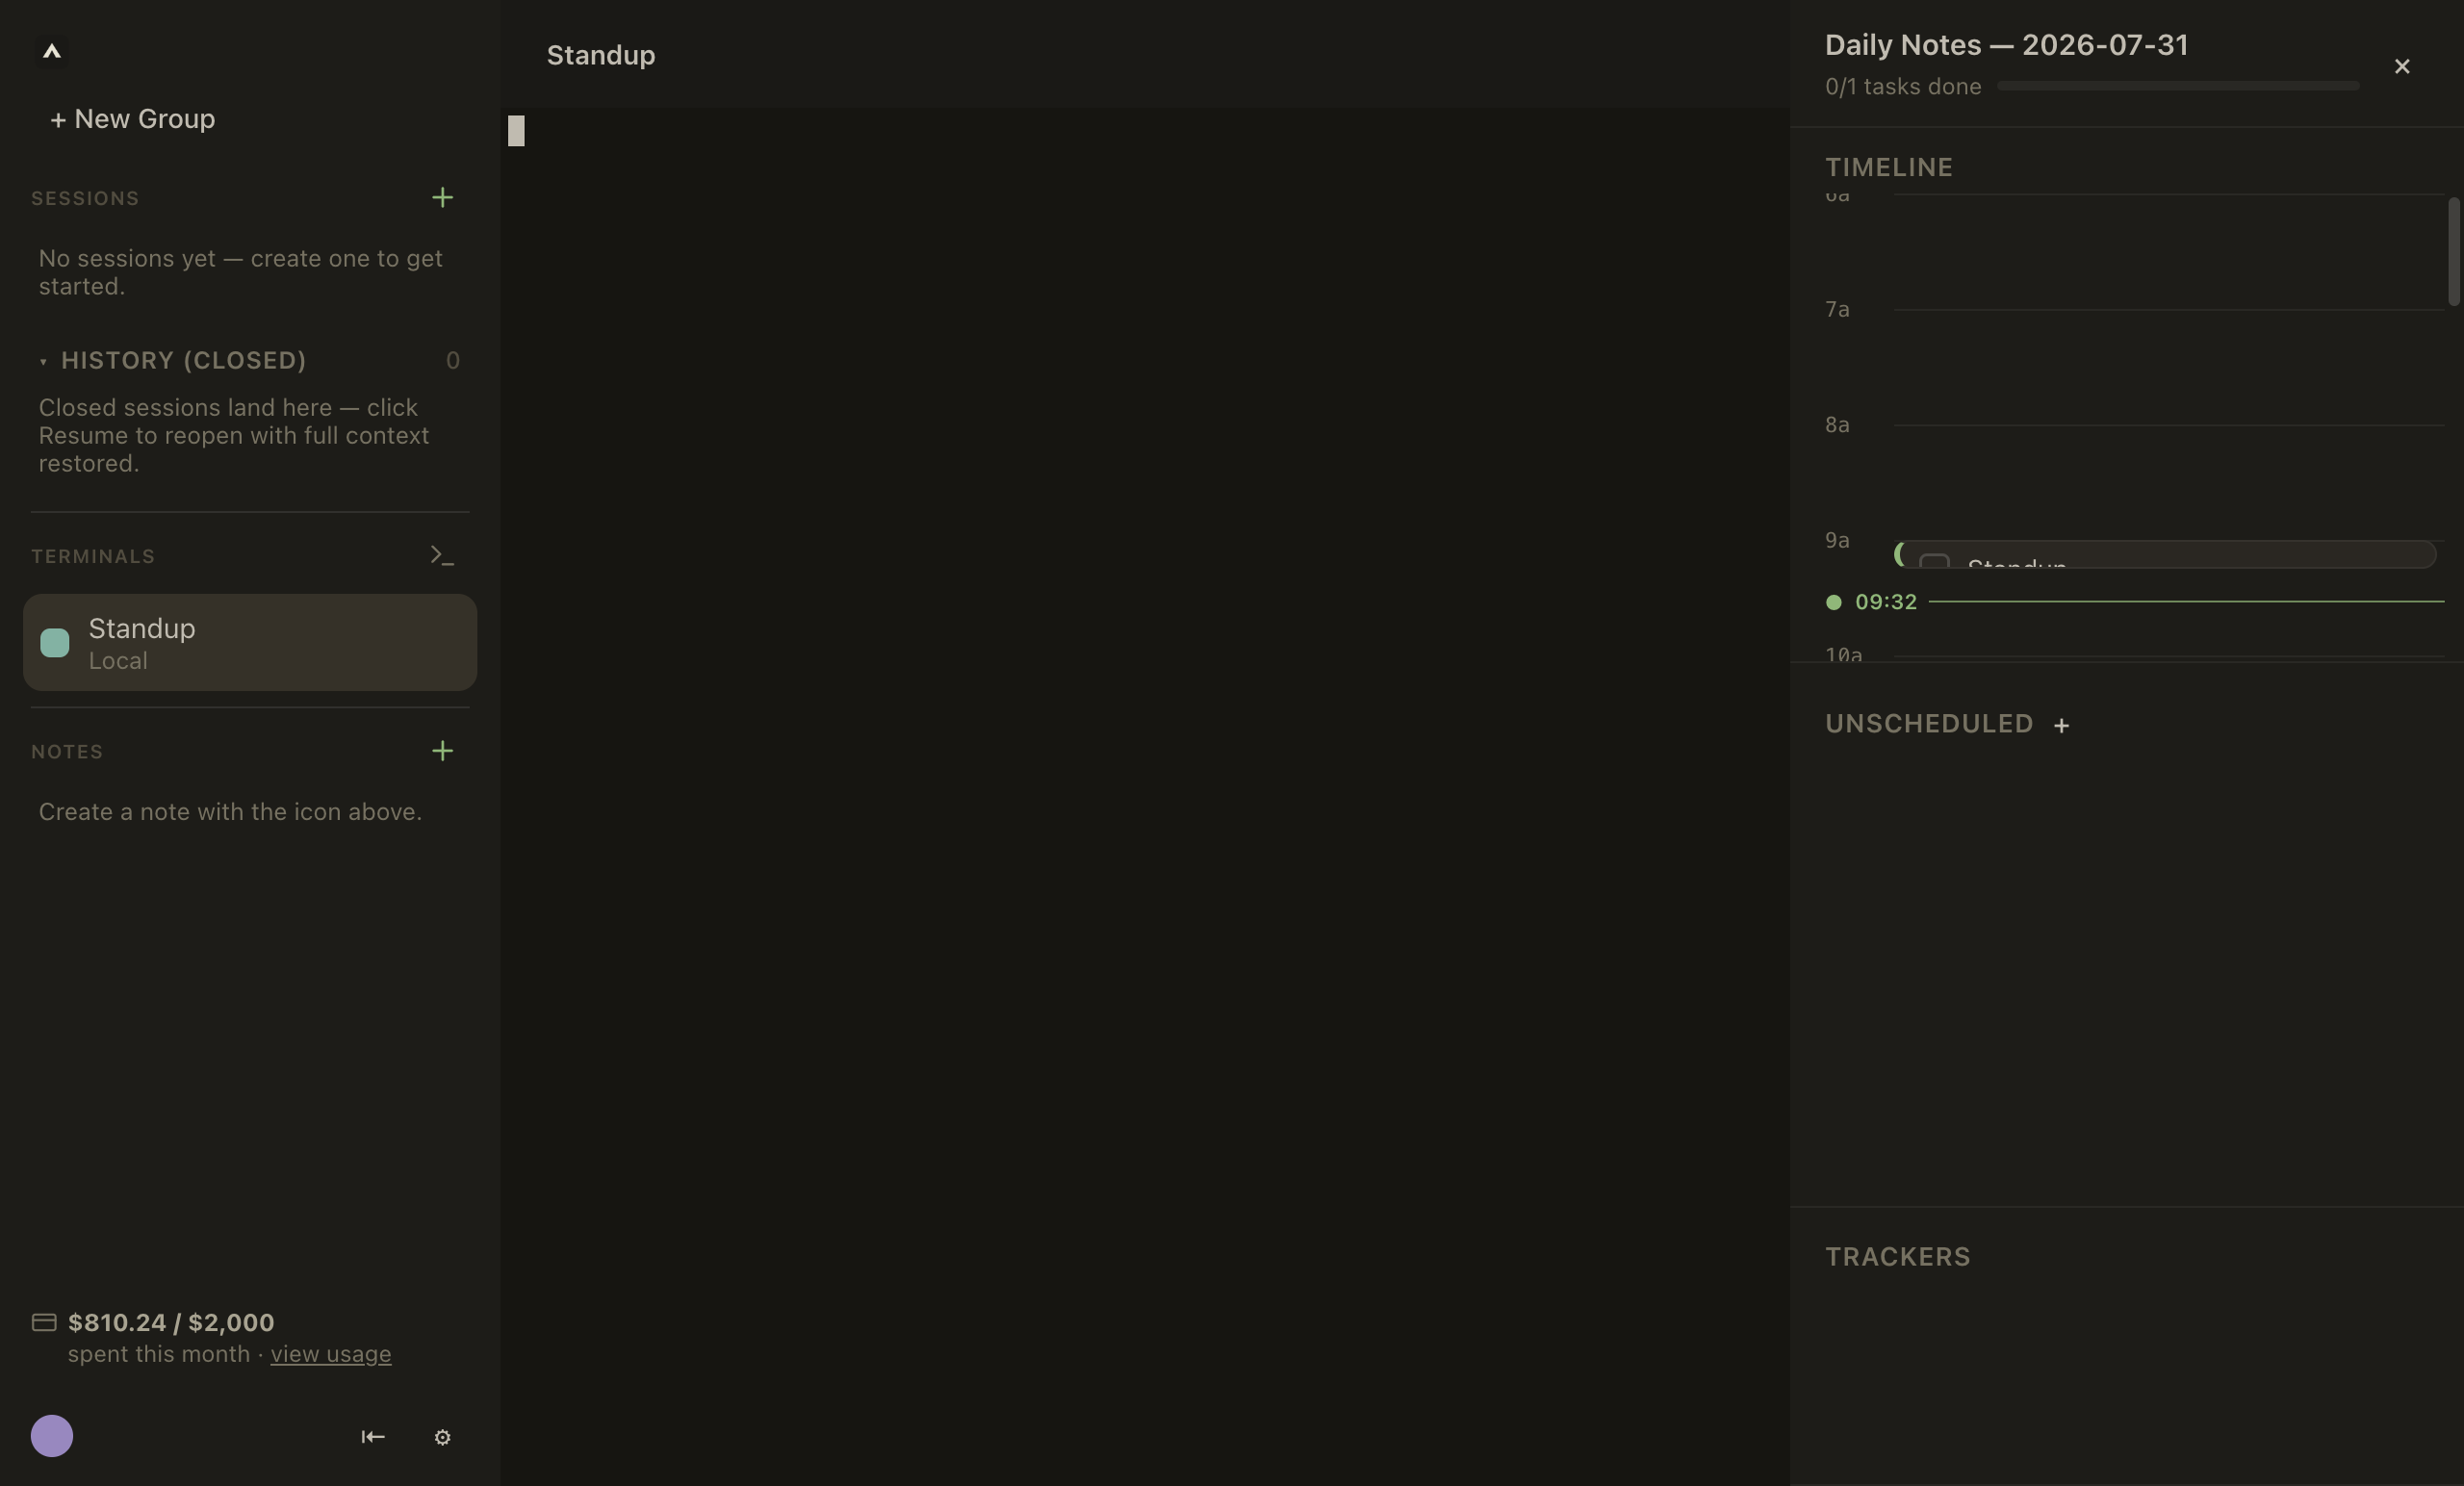 + New Group
SESSIONS
No sessions yet — create one to get
started.
HISTORY (CLOSED) 0
Closed sessions land here — click
Resume to reopen with full context
restored.
TERMINALS
Standup
Local
NOTES
Create a note with the icon above.
$810.24 / $2,000
spent this month · view usage
Standup
Daily Notes — 2026-07-31
0/1 tasks done
TIMELINE
6a
7a
8a
9a
Standup
09:32
10a
UNSCHEDULED +
TRACKERS